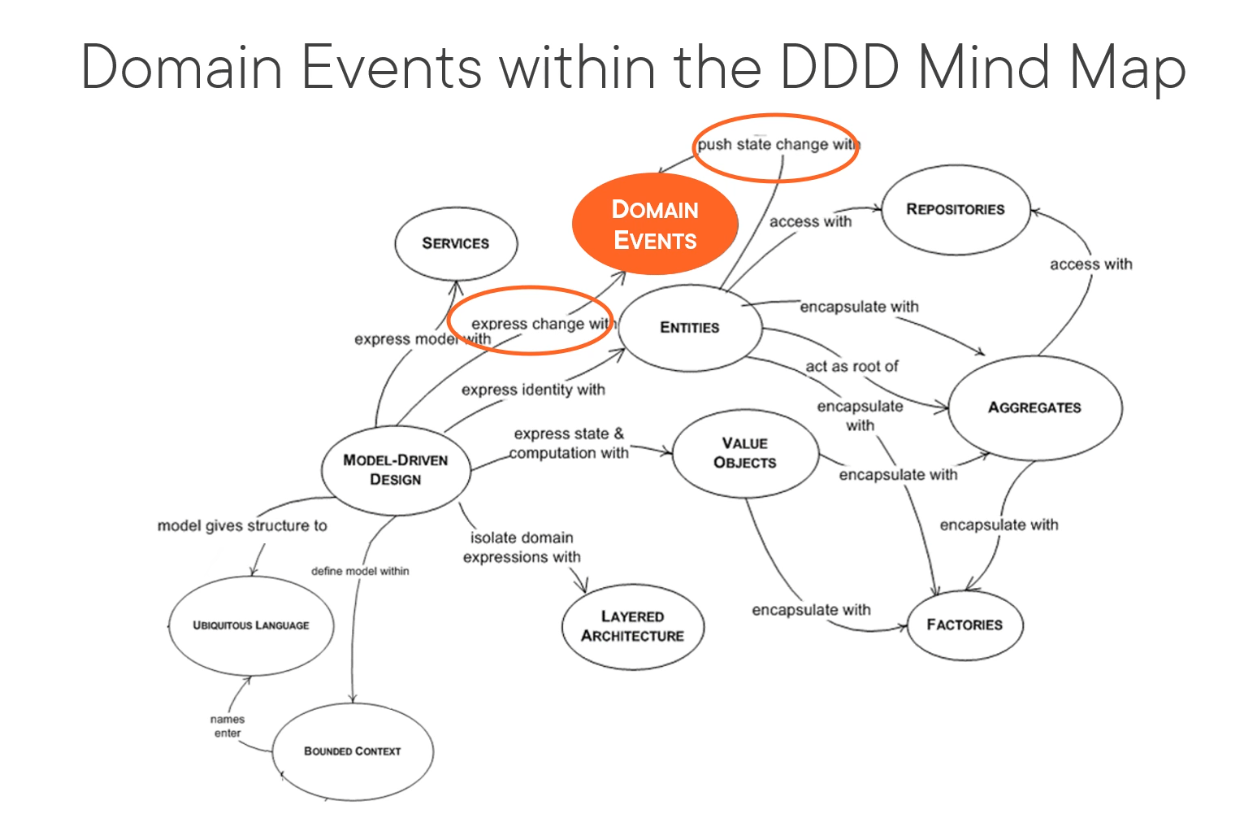 Domain Events within the DDD Mind Map
push state change with
DOMAIN
EVENTS
REPOSITORIES
SERVICES
access with
access with
express change with
express model with
ENTITIES
encapsulate with
act as root of
express identity with
encapsulate
with
AGGREGATES
express state &
computation with
VALUE
OBJECTS
MODEL-DRIVEN
DESIGN
encapsulate with
model gives structure to
isolate domain
expressions with
encapsulate with
define model within
UBIQUITOUS LANGUAGE
LAYERED
ARCHITECTURE
encapsulate with
FACTORIES
names
enter
BOUNDED CONTEXT